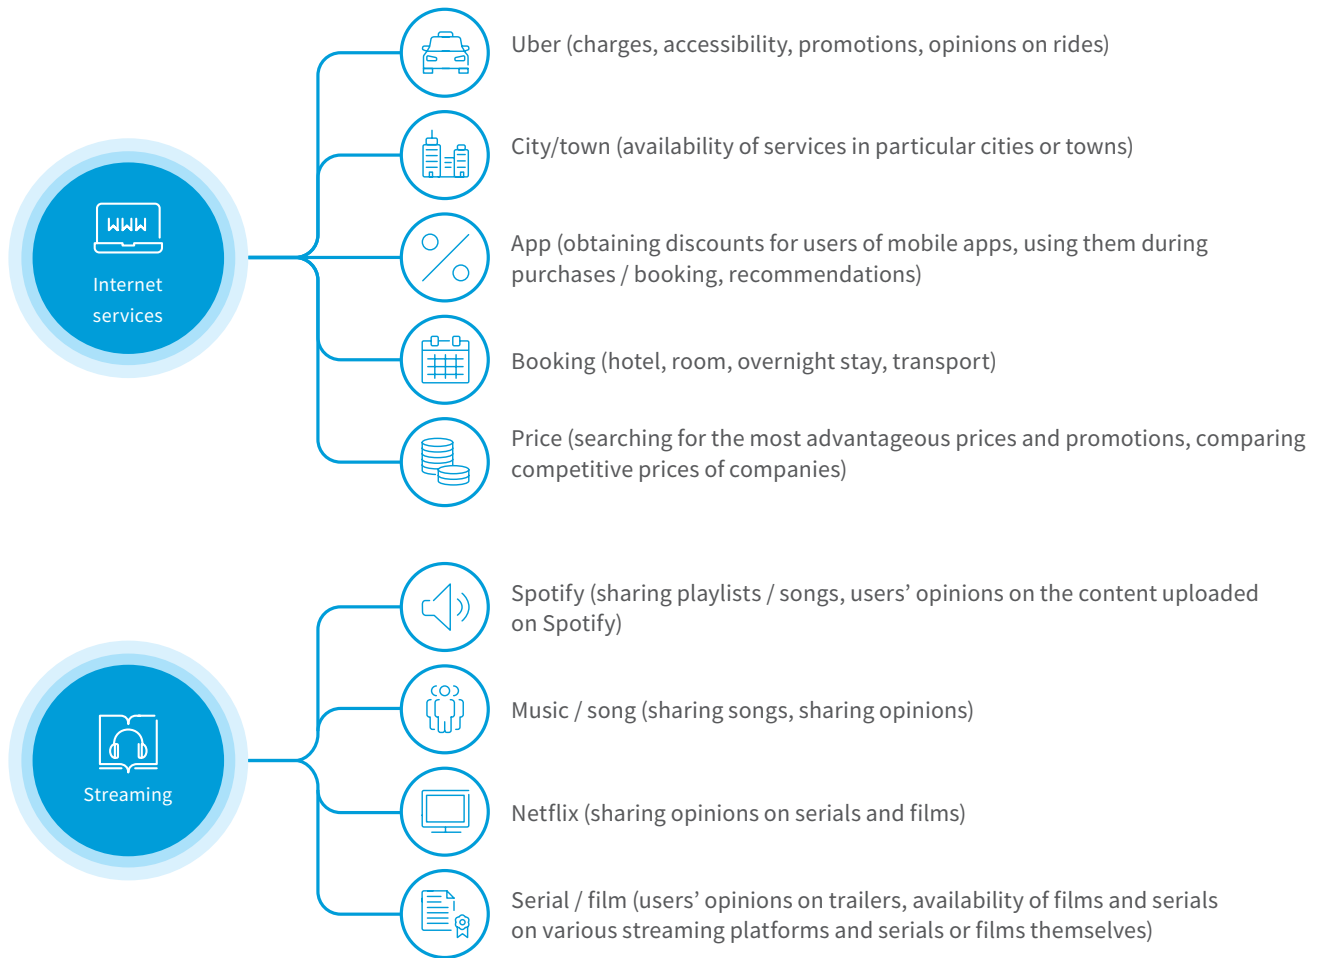 Uber (charges, accessibility, promotions, opinions on rides)
City/town (availability of services in particular cities or towns)
WWW
Internet
services
App (obtaining discounts for users of mobile apps, using them during
purchases / booking, recommendations)
Booking (hotel, room, overnight stay, transport)
Price (searching for the most advantageous prices and promotions, comparing
competitive prices of companies)
Spotify (sharing playlists / songs, users’ opinions on the content uploaded
on Spotify)
Music / song (sharing songs, sharing opinions)
Streaming
Netflix (sharing opinions on serials and films)
Serial / film (users’ opinions on trailers, availability of films and serials
on various streaming platforms and serials or films themselves)